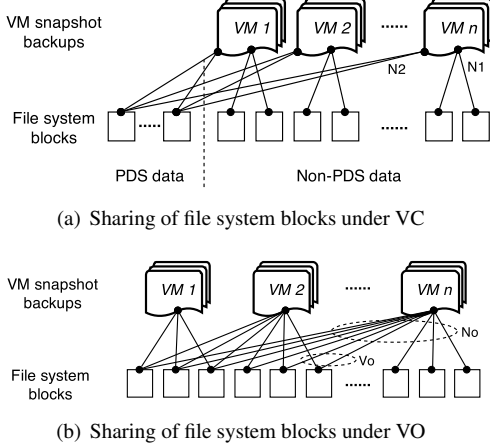 VM snapshot
backups
VM 1
VM 2
......
VM n
N2
N1
File system
blocks
.....
......
PDS data
Non-PDS data
(a) Sharing of file system blocks under VC
VM snapshot
backups
VM 1
VM 2
......
VM n
No
Vo
File system
blocks
......
(b) Sharing of file system blocks under VO